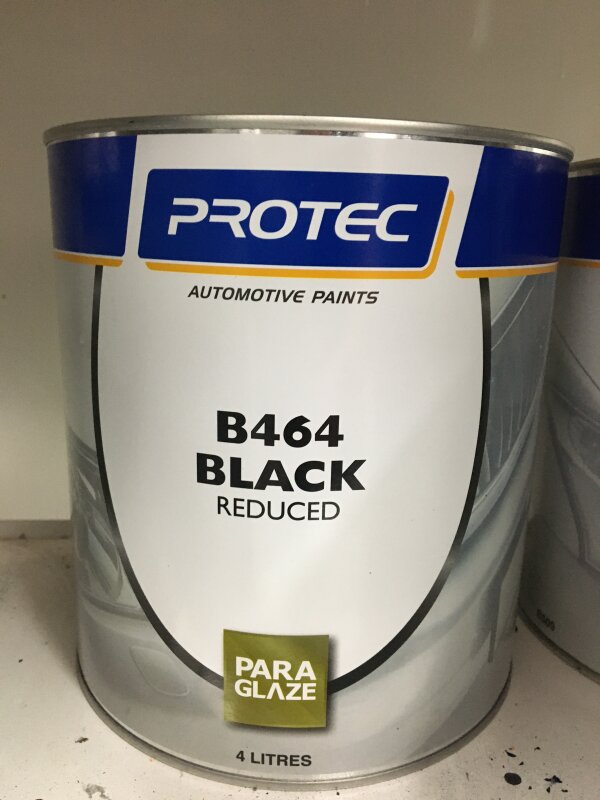 PROTEC
AUTOMOTIVE PAINTS
B464
BLACK
REDUCED
PARA
GLAZE
4 LITRES